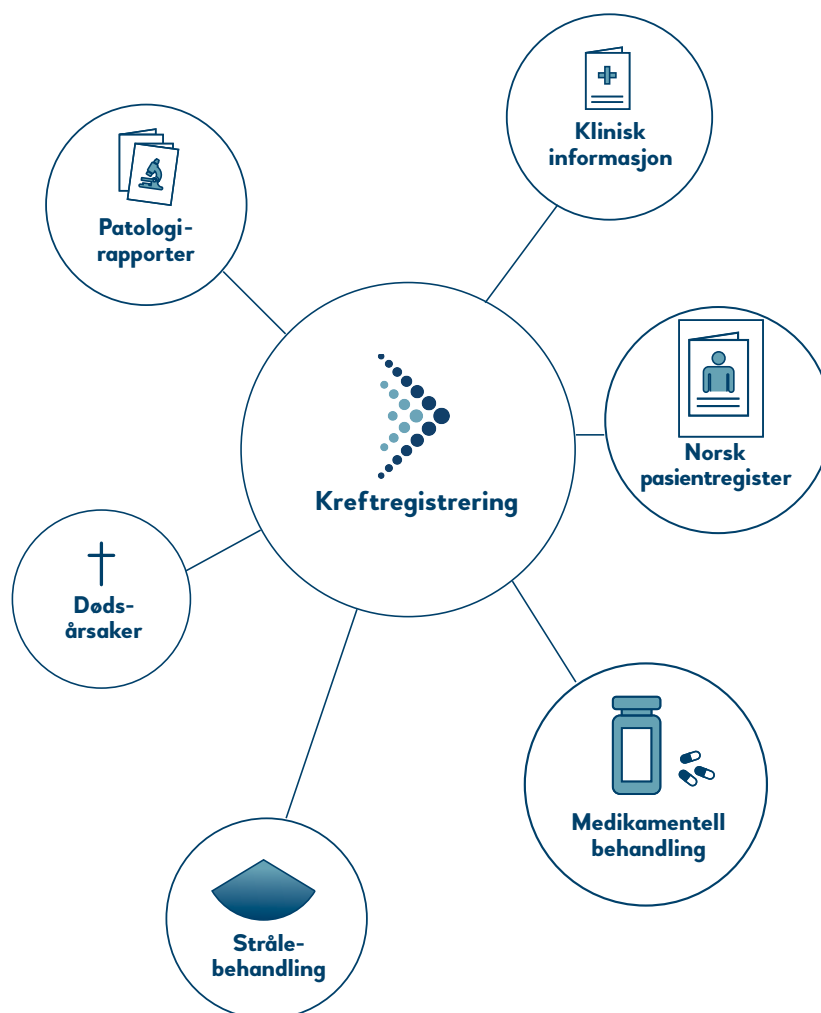 Klinisk
informasjon
Patologi-
rapporter
Norsk
pasientregister
Kreftregistrering
Døds-
årsaker
Medikamentell
behandling
Stråle-
behandling